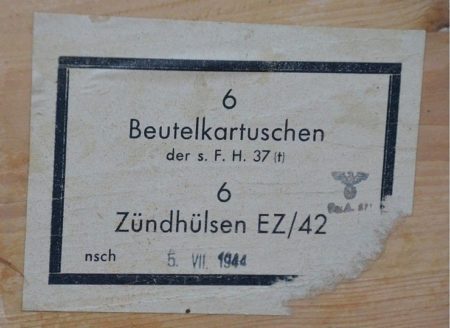 6
Beutelkartuschen
der s. F. H. 37 (t)
6
Zündhülsen EZ/42
nsch 5. VII. 1944